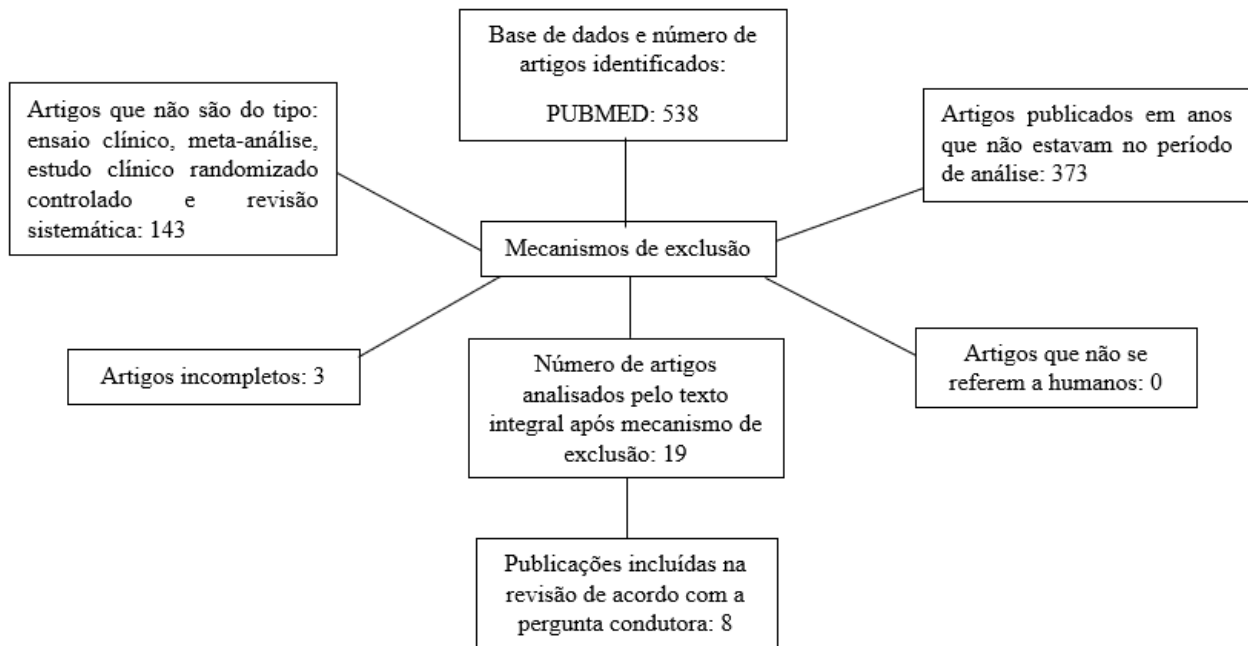 Base de dados e número de
artigos identificados:
PUBMED: 538
Artigos que não são do tipo:
ensaio clínico, meta-análise,
estudo clínico randomizado
controlado e revisão
sistemática: 143
Artigos publicados em anos
que não estavam no período
de análise: 373
Mecanismos de exclusão
Artigos incompletos: 3
Número de artigos
analisados pelo texto
integral após mecanismo de
exclusão: 19
Artigos que não se
referem a humanos: 0
Publicações incluídas na
revisão de acordo com a
pergunta condutora: 8